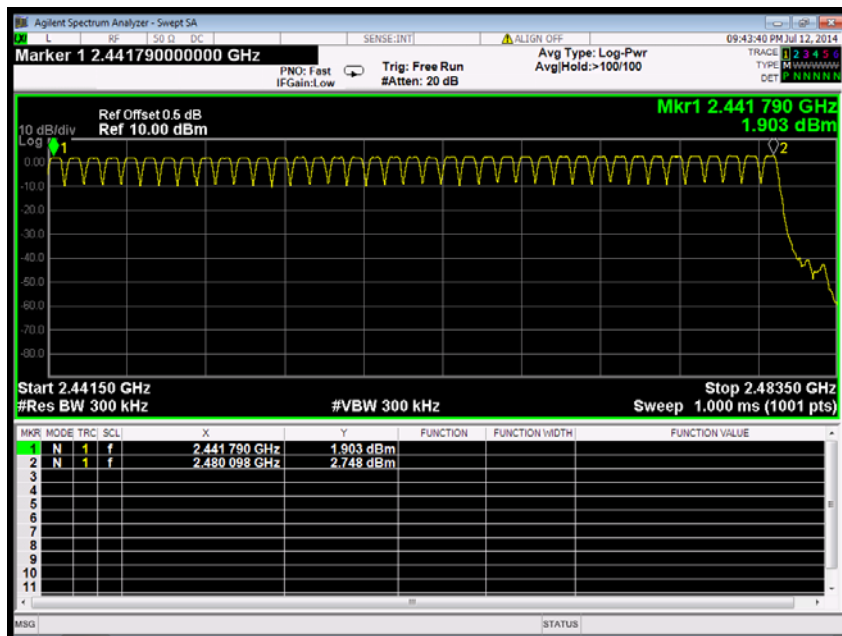 Agilent Spectrum Analyzer - Swept SA
L RF 50 Ω DC SENSE:INT ALIGN OFF 09:43:40 PM Jul 12, 2014
Marker 1 2.441790000000 GHz
PNO: Fast
IFGain:Low
Trig: Free Run
#Atten: 20 dB
Avg Type: Log-Pwr
Avg|Hold:>100/100
TRACE 1 2 3 4 5 6
TYPE M W W W W W
DET P N N N N N
Mkr1 2.441 790 GHz
1.903 dBm
Ref Offset 0.5 dB
10 dB/div Ref 10.00 dBm
Log
1
2
0.00
-10.0
-20.0
-30.0
-40.0
-50.0
-60.0
-70.0
-80.0
Start 2.44150 GHz Stop 2.48350 GHz
#Res BW 300 kHz #VBW 300 kHz Sweep 1.000 ms (1001 pts)
MKR MODE TRC SCL X Y FUNCTION FUNCTION WIDTH FUNCTION VALUE
1 N 1 f 2.441 790 GHz 1.903 dBm
2 N 1 f 2.480 098 GHz 2.748 dBm
3
4
5
6
7
8
9
10
11
MSG STATUS